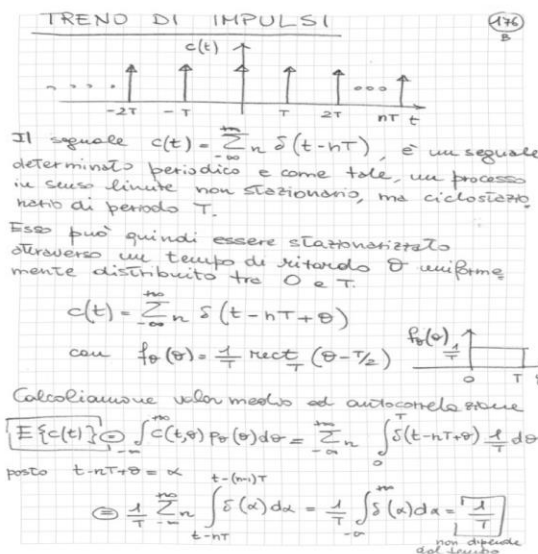 TRENO DI IMPULSI
176
B
c(t)
-2T -T T 2T nT t
Il segnale c(t) = Σ_{-∞}^{+∞} n δ(t-nT), è un segnale
determinato periodico e come tale, un processo
in senso limite non stazionario, ma ciclostazio
nario di periodo T.
Esso può quindi essere stazionarizzato
attraverso un tempo di ritardo θ uniforme
mente distribuito tra 0 e T.
c(t) = Σ_{-∞}^{+∞} n δ(t-nT+θ)
con f_θ(θ) = 1/T rect_T (θ-T/2)
f_θ(θ)
1/T
0 T
Calcoliamone valor medio ed autocorrelazione
E{c(t)} = ∫_{-∞}^{+∞} c(t,θ) p_θ(θ)dθ = Σ_{-∞}^{+∞} n ∫_0^T δ(t-nT+θ) 1/T dθ
posto t-nT+θ = α
= 1/T Σ_{-∞}^{+∞} n ∫_{t-nT}^{t-(n-1)T} δ(α)dα = 1/T ∫_{-∞}^{+∞} δ(α)dα = 1/T
non dipende
dal tempo